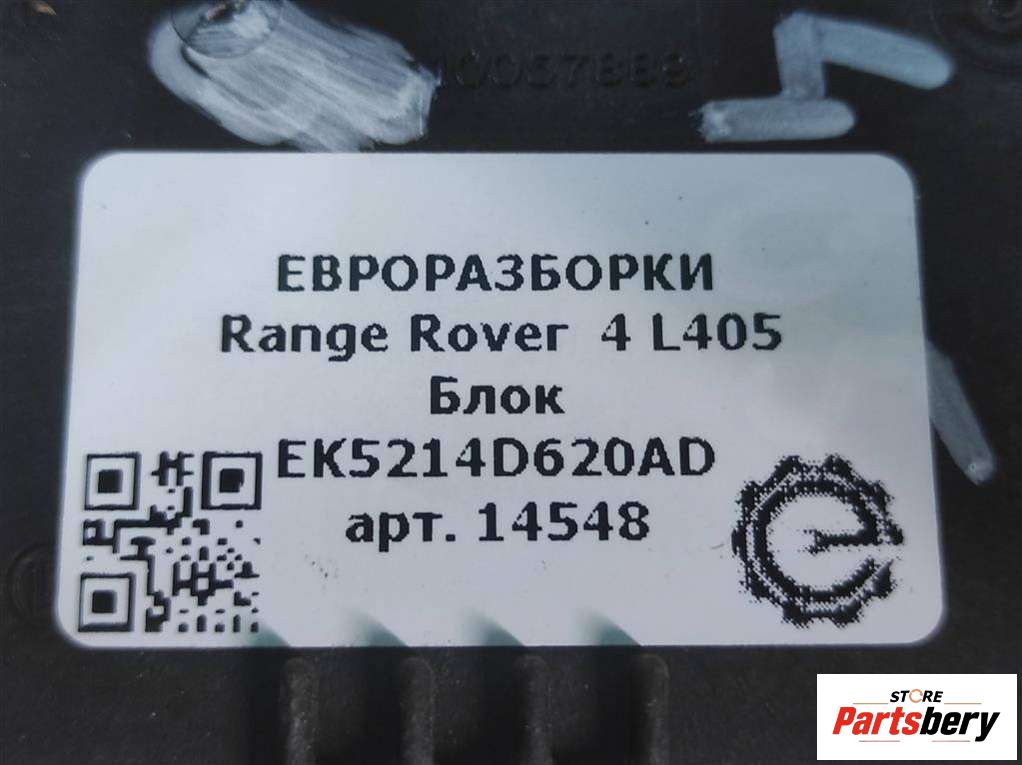 ЕВРОРАЗБОРКИ
Range Rover 4 L405
Блок
EK5214D620AD
арт. 14548
STORE
Partsbery